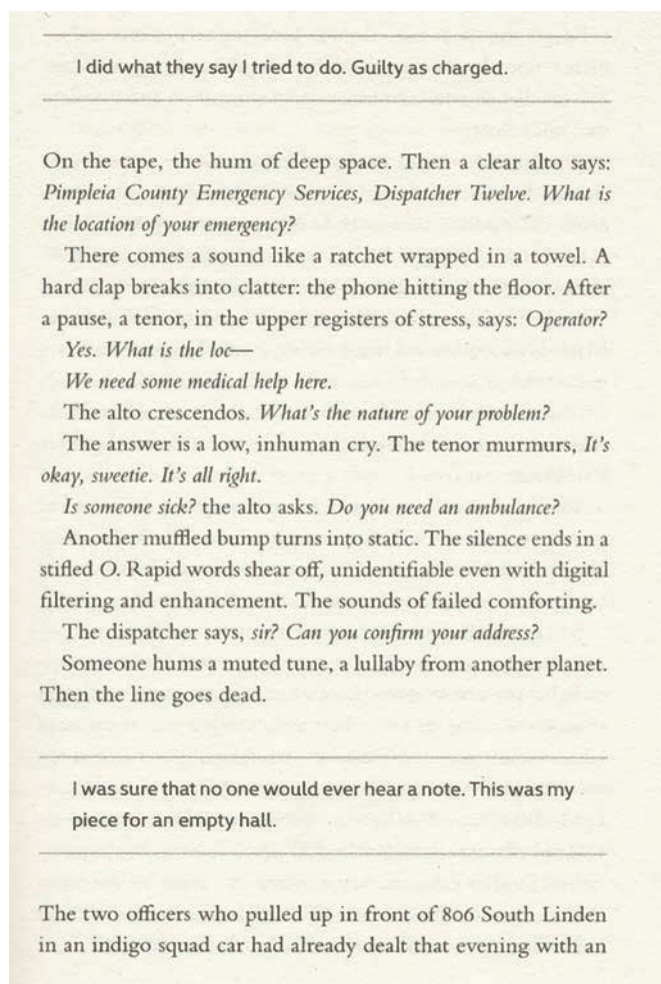 I did what they say I tried to do. Guilty as charged.
On the tape, the hum of deep space. Then a clear alto says:
Pimpleia County Emergency Services, Dispatcher Twelve. What is
the location of your emergency?
There comes a sound like a ratchet wrapped in a towel. A
hard clap breaks into clatter: the phone hitting the floor. After
a pause, a tenor, in the upper registers of stress, says: Operator?
Yes. What is the loc—
We need some medical help here.
The alto crescendos. What's the nature of your problem?
The answer is a low, inhuman cry. The tenor murmurs, It's
okay, sweetie. It's all right.
Is someone sick? the alto asks. Do you need an ambulance?
Another muffled bump turns into static. The silence ends in a
stifled O. Rapid words shear off, unidentifiable even with digital
filtering and enhancement. The sounds of failed comforting.
The dispatcher says, sir? Can you confirm your address?
Someone hums a muted tune, a lullaby from another planet.
Then the line goes dead.
I was sure that no one would ever hear a note. This was my
piece for an empty hall.
The two officers who pulled up in front of 806 South Linden
in an indigo squad car had already dealt that evening with an